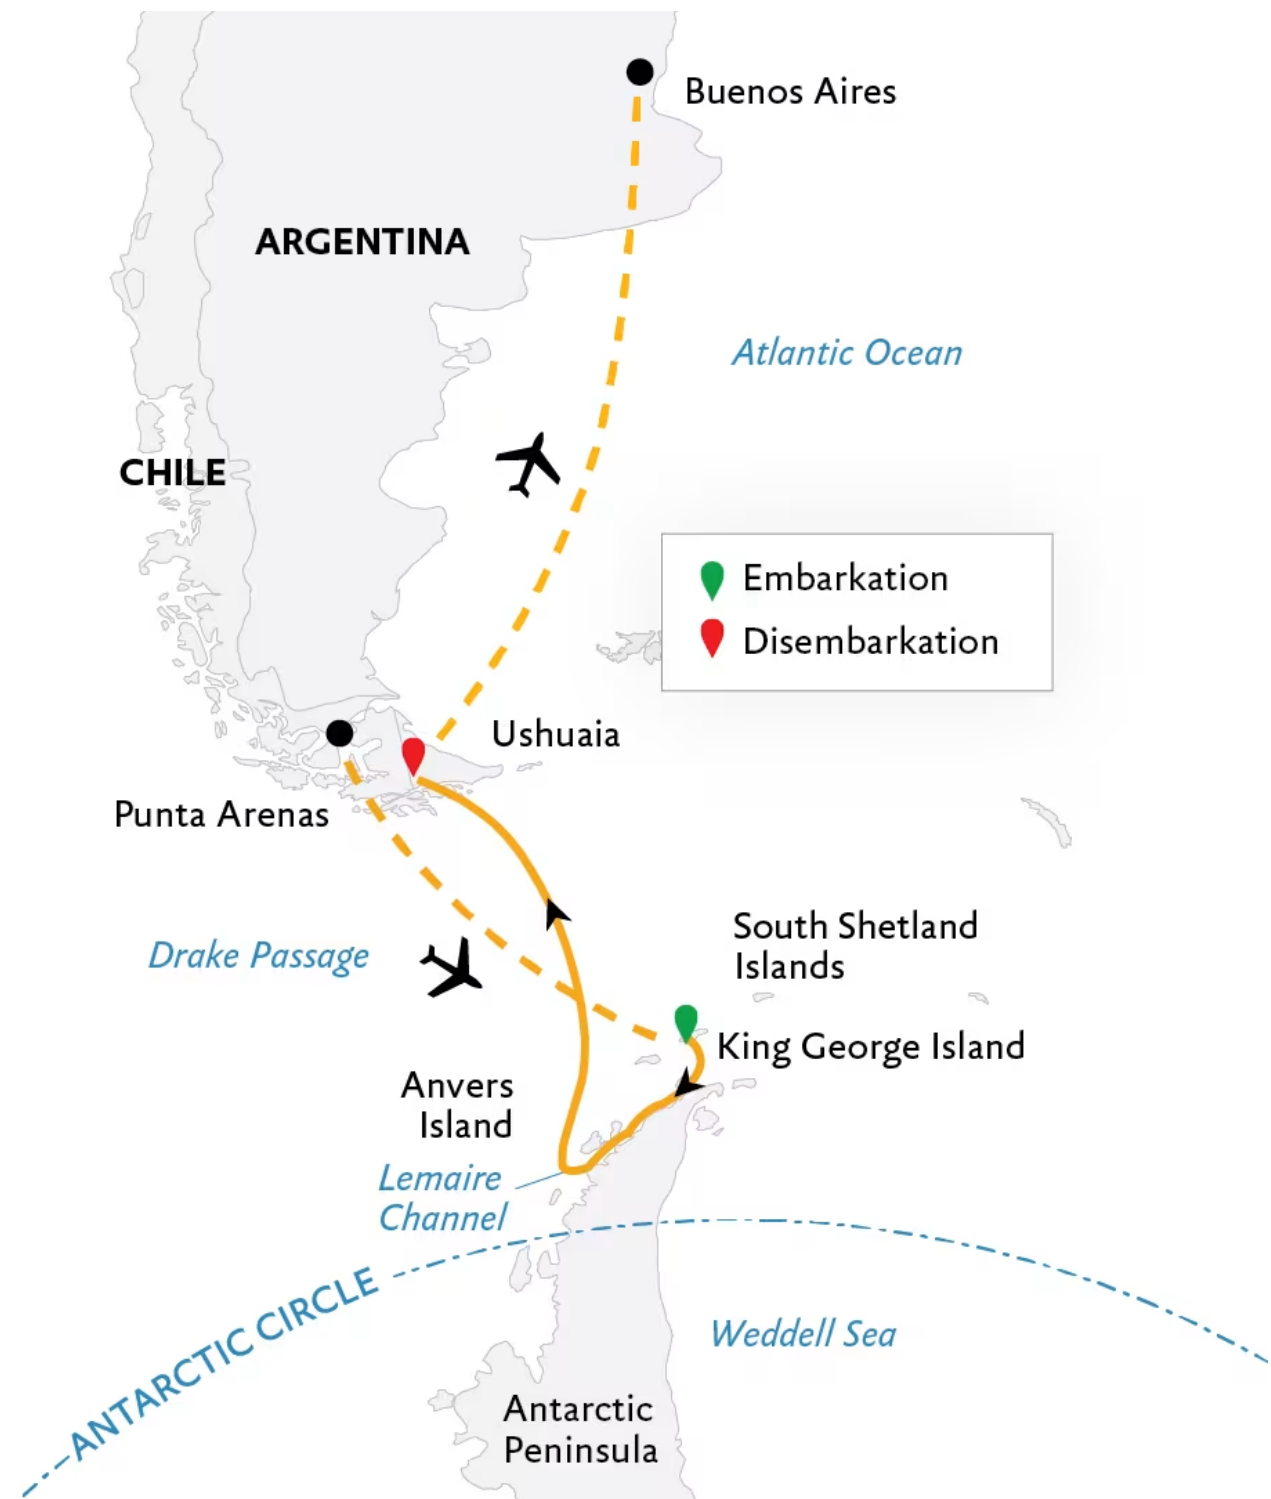 Buenos Aires
ARGENTINA
Atlantic Ocean
CHILE
Embarkation
Disembarkation
Ushuaia
Punta Arenas
South Shetland
Islands
Drake Passage
King George Island
Anvers
Island
Lemaire
Channel
ANTARCTIC CIRCLE
Weddell Sea
Antarctic
Peninsula